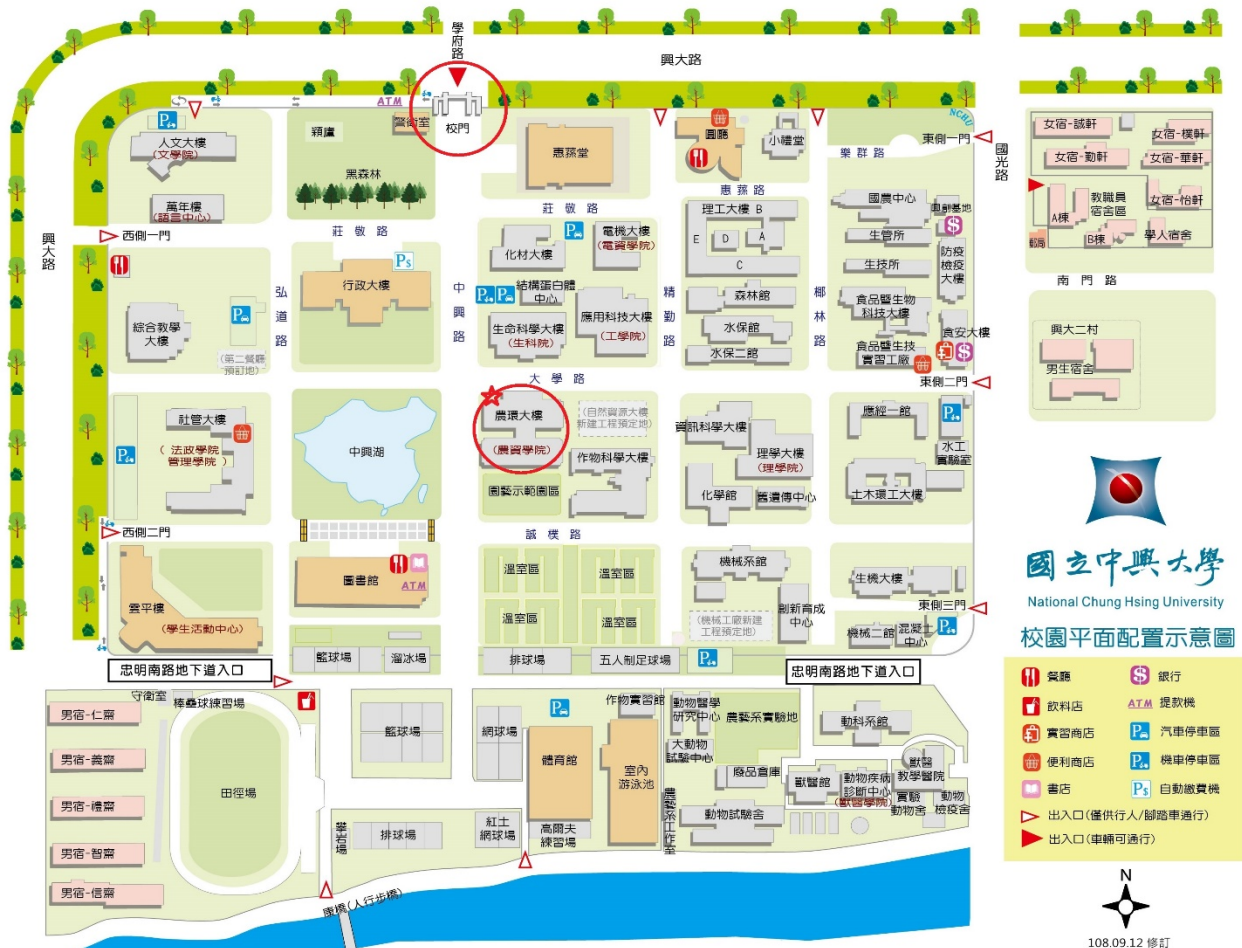 學府路
興大路
ATM
警衛室
校門
人文大樓
(文學院)
穎廬
黑森林
惠蓀堂
圓廳
小禮堂
NCHU
東側一門
樂群路
國光路
女宿-誠軒
女宿-樸軒
女宿-勤軒
女宿-華軒
教職員
宿舍區
女宿-怡軒
A棟
B棟
學人宿舍
郵局
南門路
萬年樓
(語言中心)
莊敬路
惠蓀路
西側一門
興大路
莊敬路
化材大樓
電機大樓
(電資學院)
理工大樓 B
E
D
A
C
國農中心
生管所
生技所
防疫
檢疫
大樓
弘道路
行政大樓
中興路
結構蛋白體
中心
生命科學大樓
(生科院)
應用科技大樓
(工學院)
精勤路
森林館
水保館
水保二館
椰林路
食品暨生物
科技大樓
食安大樓
食品暨生技
實習工廠
綜合教學
大樓
(第二餐廳
預訂地)
興大二村
男生宿舍
大學路
東側二門
社管大樓
(法政學院
管理學院)
中興湖
農環大樓
(農資學院)
(自然資源大樓
新建工程預定地)
作物科學大樓
園藝示範園區
資訊科學大樓
理學大樓
(理學院)
化學館
舊遺傳中心
應經一館
水工
實驗室
土木環工大樓
西側二門
誠樸路
雲平樓
(學生活動中心)
圖書館
ATM
溫室區
溫室區
溫室區
溫室區
機械系館
(機械工廠新建
工程預定地)
創新育成
中心
生機大樓
東側三門
機械二館
混凝土
中心
忠明南路地下道入口
籃球場
溜冰場
排球場
五人制足球場
忠明南路地下道入口
守衛室
棒壘球練習場
男宿-仁齋
男宿-義齋
男宿-禮齋
男宿-智齋
男宿-信齋
田徑場
籃球場
網球場
體育館
作物實習館
室內
游泳池
動物醫學
研究中心
農藝系實驗地
大動物
試驗中心
廢品倉庫
動科系館
獸醫館
動物疾病
診斷中心
(獸醫學院)
獸醫
教學醫院
實驗
動物舍
動物
檢疫舍
動物試驗舍
農藝系工作室
攀岩場
排球場
紅土
網球場
高爾夫
練習場
康橋(人行步橋)
國立中興大學
National Chung Hsing University
校園平面配置示意圖
餐廳
銀行
飲料店
ATM 提款機
實習商店
汽車停車區
便利商店
機車停車區
書店
自動繳費機
出入口(僅供行人/腳踏車通行)
出入口(車輛可通行)
N
108.09.12 修訂